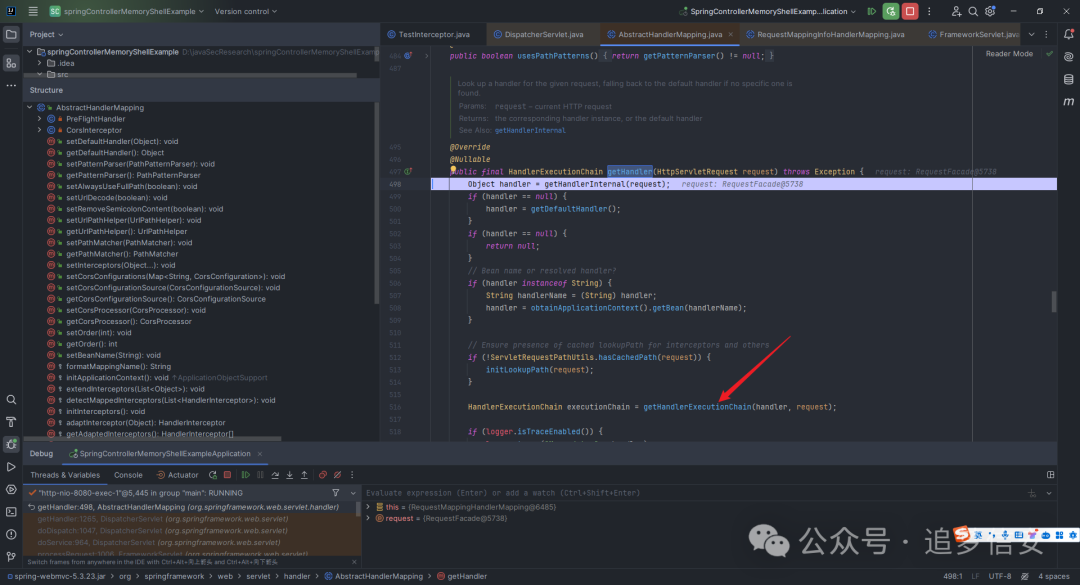 SC springControllerMemoryShellExample Version control SpringControllerMemoryShellExamp...lication
Project
TestInterceptor.java DispatcherServlet.java AbstractHandlerMapping.java RequestMappingInfoHandlerMapping.java FrameworkServlet.java
springControllerMemoryShellExample D:\javaSecResearch\springControllerMemoryShellExamp
.idea
src
Structure
AbstractHandlerMapping
PreFlightHandler
CorsInterceptor
setDefaultHandler(Object): void
getDefaultHandler(): Object
setPatternParser(PathPatternParser): void
getPatternParser(): PathPatternParser
setAlwaysUseFullPath(boolean): void
setUrlDecode(boolean): void
setRemoveSemicolonContent(boolean): void
setUrlPathHelper(UrlPathHelper): void
getUrlPathHelper(): UrlPathHelper
setPathMatcher(PathMatcher): void
getPathMatcher(): PathMatcher
setInterceptors(Object...): void
setCorsConfigurations(Map<String, CorsConfiguration>): void
setCorsConfigurationSource(CorsConfigurationSource): void
getCorsConfigurationSource(): CorsConfigurationSource
setCorsProcessor(CorsProcessor): void
getCorsProcessor(): CorsProcessor
setOrder(int): void
getOrder(): int
setBeanName(String): void
formatMappingName(): String
initApplicationContext(): void ↑ApplicationObjectSupport
extendInterceptors(List<Object>): void
detectMappedInterceptors(List<HandlerInterceptor>): void
initInterceptors(): void
adaptInterceptor(Object): HandlerInterceptor
getAdaptedInterceptors(): HandlerInterceptor[]
Reader Mode
486 public boolean usesPathPatterns() { return getPatternParser() != null; }
487
Look up a handler for the given request, falling back to the default handler if no specific one is
found.
Params: request – current HTTP request
Returns: the corresponding handler instance, or the default handler
See Also: getHandlerInternal
495 @Override
496 @Nullable
497 public final HandlerExecutionChain getHandler(HttpServletRequest request) throws Exception { request: RequestFacade@5738
498 Object handler = getHandlerInternal(request); request: RequestFacade@5738
499 if (handler == null) {
500 handler = getDefaultHandler();
501 }
502 if (handler == null) {
503 return null;
504 }
505 // Bean name or resolved handler?
506 if (handler instanceof String) {
507 String handlerName = (String) handler;
508 handler = obtainApplicationContext().getBean(handlerName);
509 }
510
511 // Ensure presence of cached lookupPath for interceptors and others
512 if (!ServletRequestPathUtils.hasCachedPath(request)) {
513 initLookupPath(request);
514 }
515
516 HandlerExecutionChain executionChain = getHandlerExecutionChain(handler, request);
517
518 if (logger.isTraceEnabled()) {
Debug SpringControllerMemoryShellExampleApplication
Threads & Variables Console Actuator
"http-nio-8080-exec-1"@5,445 in group "main": RUNNING
Evaluate expression (Enter) or add a watch (Ctrl+Shift+Enter)
getHandler:498, AbstractHandlerMapping (org.springframework.web.servlet.handler)
getHandler:1265, DispatcherServlet (org.springframework.web.servlet)
doDispatch:1047, DispatcherServlet (org.springframework.web.servlet)
doService:964, DispatcherServlet (org.springframework.web.servlet)
processRequest:1006, FrameworkServlet (org.springframework.web.servlet)
this = {RequestMappingHandlerMapping@6485}
request = {RequestFacade@5738}
Switch frames from anywhere in the IDE with Ctrl+Alt+向上箭头 and Ctrl+Alt+向下箭头
公众号 · 追梦信安
spring-webmvc-5.3.23.jar > org > springframework > web > servlet > handler > AbstractHandlerMapping > getHandler
498:1 LF UTF-8 4 spaces